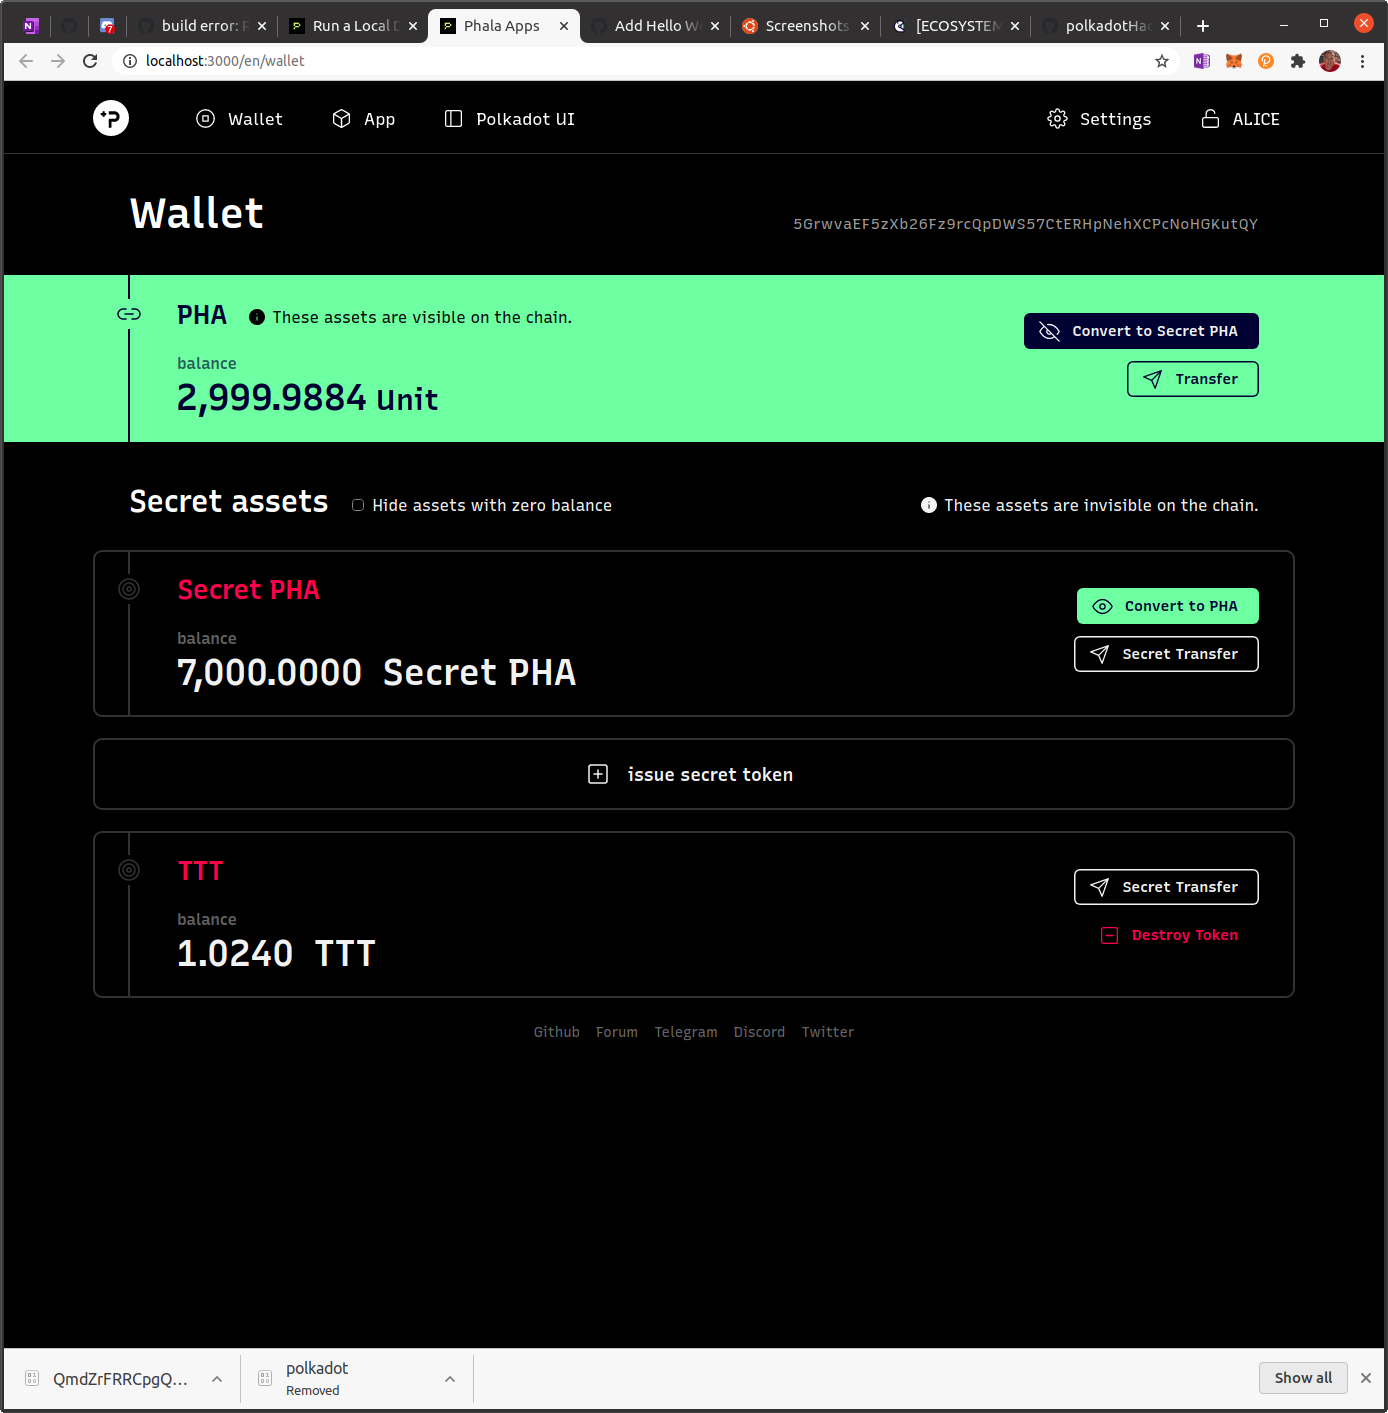 build error: R
Run a Local D
Phala Apps
Add Hello Wo
Screenshots
[ECOSYSTEM
polkadotHac
localhost:3000/en/wallet
Wallet
App
Polkadot UI
Settings
ALICE
Wallet
5GrwvaEF5zXb26Fz9rcQpDWS57CtERHpNehXCPcNoHGKutQY
PHA
These assets are visible on the chain.
Convert to Secret PHA
balance
Transfer
2,999.9884 Unit
Secret assets
Hide assets with zero balance
These assets are invisible on the chain.
Secret PHA
Convert to PHA
balance
Secret Transfer
7,000.0000 Secret PHA
issue secret token
TTT
Secret Transfer
balance
Destroy Token
1.0240 TTT
Github Forum Telegram Discord Twitter
QmdZrFRRCpgQ...
polkadot
Removed
Show all